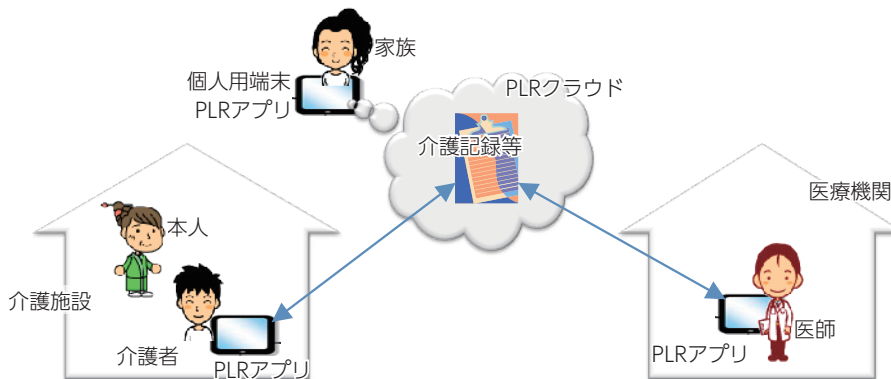 家族
個人用端末
PLRアプリ
PLRクラウド
介護記録等
医療機関
本人
介護施設
介護者
PLRアプリ
医師
PLRアプリ